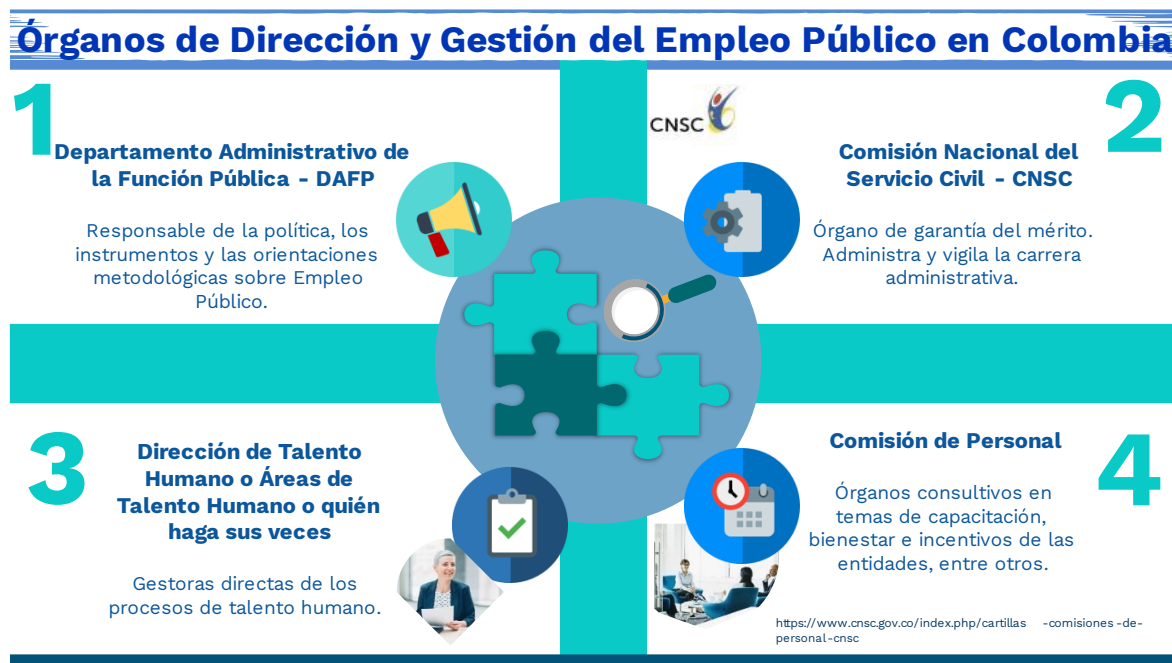 Órganos de Dirección y Gestión del Empleo Público en Colombia
1
Departamento Administrativo de
la Función Pública - DAFP
Responsable de la política, los
instrumentos y las orientaciones
metodológicas sobre Empleo
Público.
CNSC
2
Comisión Nacional del
Servicio Civil - CNSC
Órgano de garantía del mérito.
Administra y vigila la carrera
administrativa.
3
Dirección de Talento
Humano o Áreas de
Talento Humano o quién
haga sus veces
Gestoras directas de los
procesos de talento humano.
4
Comisión de Personal
Órganos consultivos en
temas de capacitación,
bienestar e incentivos de las
entidades, entre otros.
https://www.cnsc.gov.co/index.php/cartillas -comisiones-de-
personal-cnsc